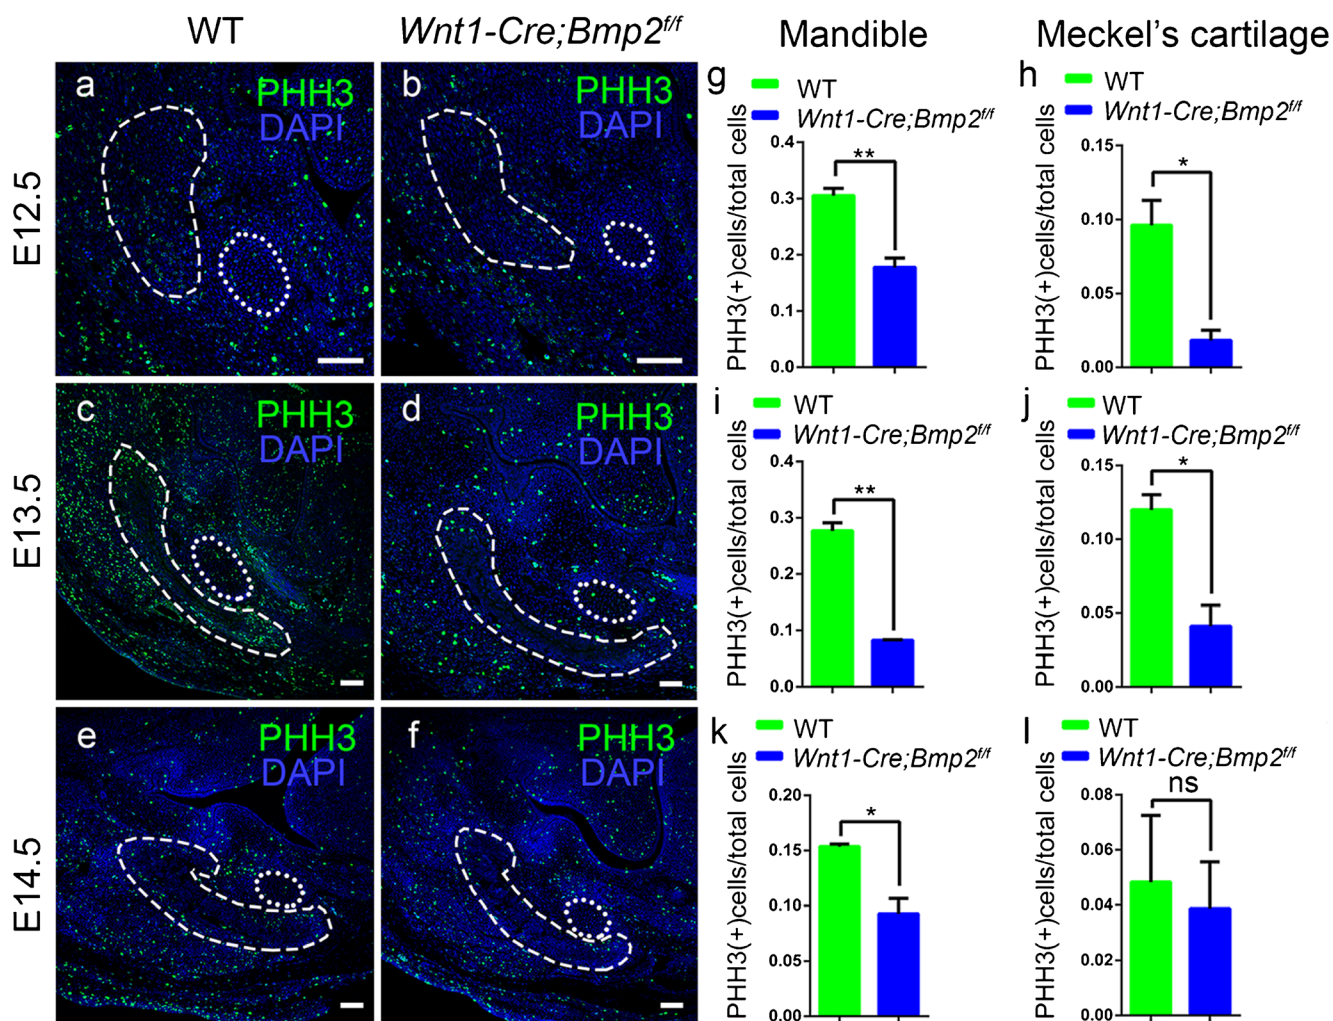 WT
Wnt1-Cre;Bmp2f/f
Mandible
Meckel's cartilage
E12.5
a
PHH3
DAPI
b
PHH3
DAPI
g
WT
Wnt1-Cre;Bmp2f/f
PHH3(+)cells/total cells
0.4
0.3
0.2
0.1
0.0
**
h
WT
Wnt1-Cre;Bmp2f/f
PHH3(+)cells/total cells
0.15
0.10
0.05
0.00
*
E13.5
c
PHH3
DAPI
d
PHH3
DAPI
i
WT
Wnt1-Cre;Bmp2f/f
PHH3(+)cells/total cells
0.4
0.3
0.2
0.1
0.0
**
j
WT
Wnt1-Cre;Bmp2f/f
PHH3(+)cells/total cells
0.15
0.10
0.05
0.00
*
E14.5
e
PHH3
DAPI
f
PHH3
DAPI
k
WT
Wnt1-Cre;Bmp2f/f
PHH3(+)cells/total cells
0.20
0.15
0.10
0.05
0.00
*
l
WT
Wnt1-Cre;Bmp2f/f
PHH3(+)cells/total cells
0.08
0.06
0.04
0.02
0.00
ns